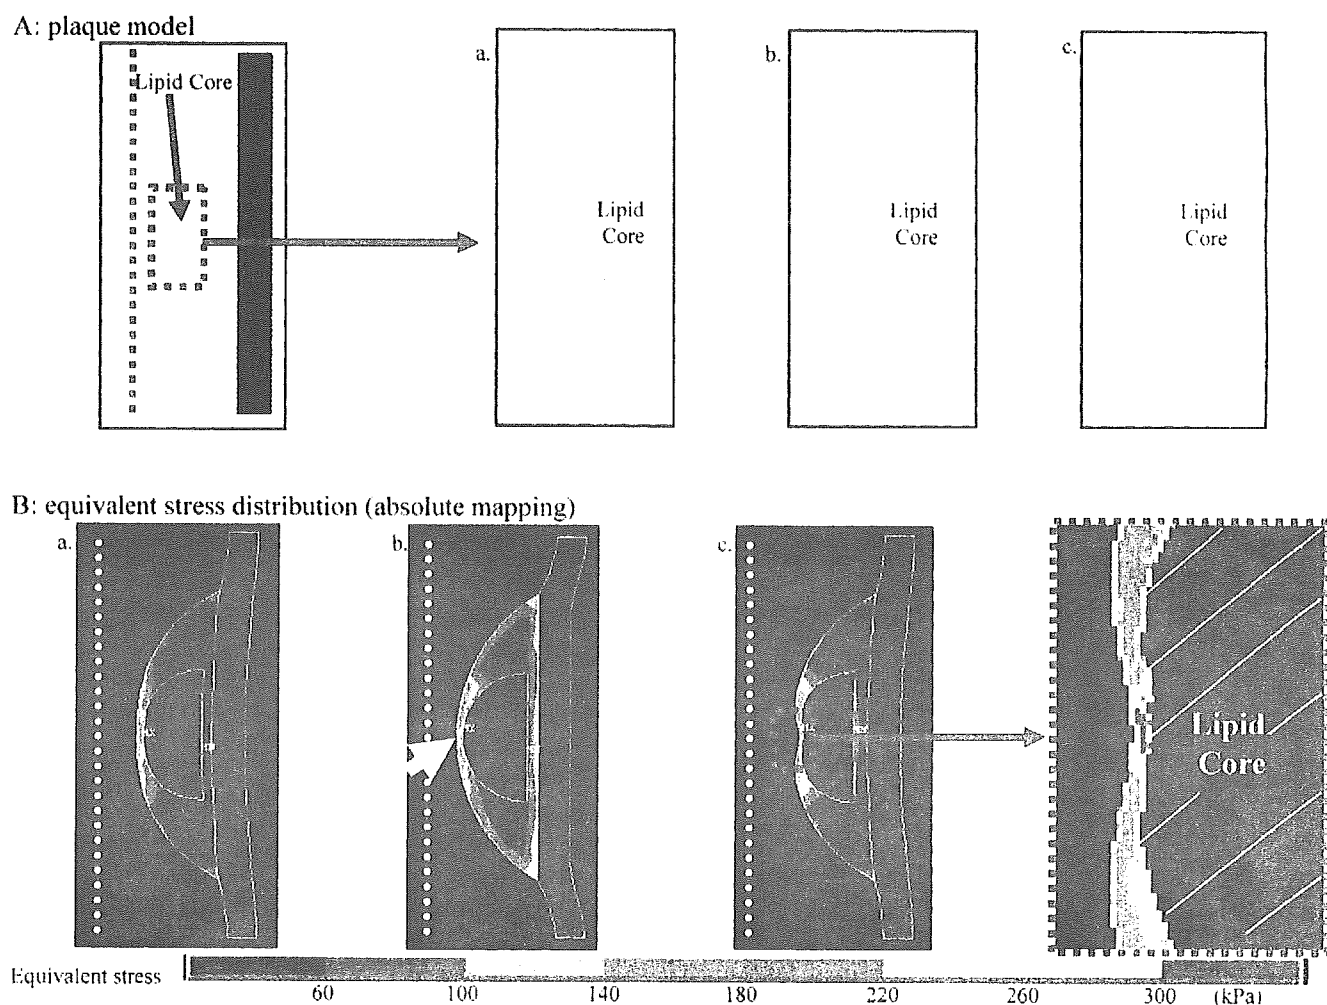 A: plaque model
Lipid Core
a.
Lipid
Core
b.
Lipid
Core
c.
Lipid
Core
B: equivalent stress distribution (absolute mapping)
a.
b.
c.
Lipid
Core
Equivalent stress
60 100 140 180 220 260 300 (kPa)